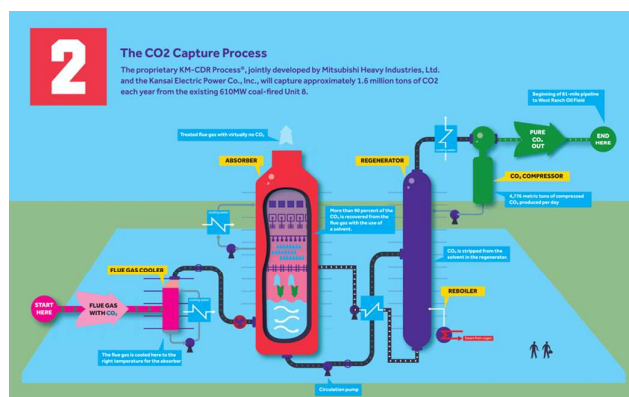 2
The CO2 Capture Process
The proprietary KM-CDR Process®, jointly developed by Mitsubishi Heavy Industries, Ltd.
and the Kansai Electric Power Co., Inc., will capture approximately 1.6 million tons of CO2
each year from the existing 610MW coal-fired Unit 8.
Beginning of 81-mile pipeline
to West Ranch Oil Field
Treated flue gas with virtually no CO₂
ABSORBER
REGENERATOR
PURE
CO₂
OUT
END
HERE
CO₂ COMPRESSOR
4,776 metric tons of compressed
CO₂ produced per day
More than 90 percent of the
CO₂ is recovered from the
flue gas with the use of
a solvent.
CO₂ is stripped from the
solvent in the regenerator.
FLUE GAS COOLER
REBOILER
START
HERE
FLUE GAS
WITH CO₂
Steam from cogen
The flue gas is cooled here to the
right temperature for the absorber
Circulation pump